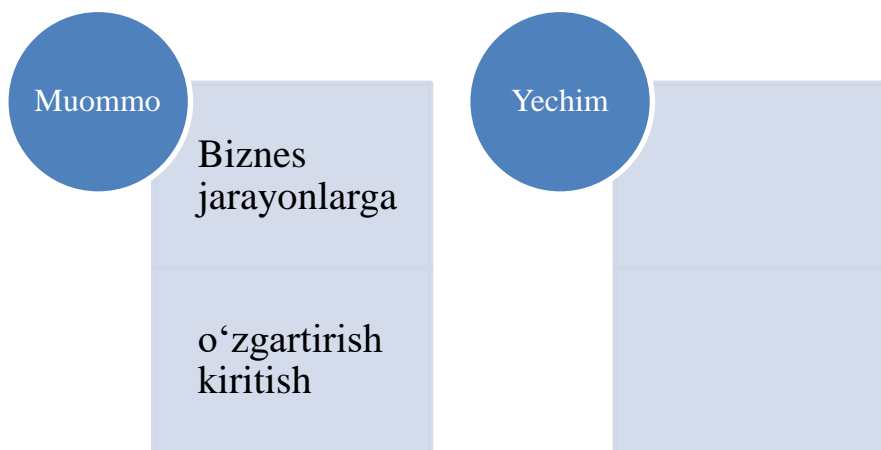 Muommo
Biznes
jarayonlarga
o‘zgartirish
kiritish
Yechim